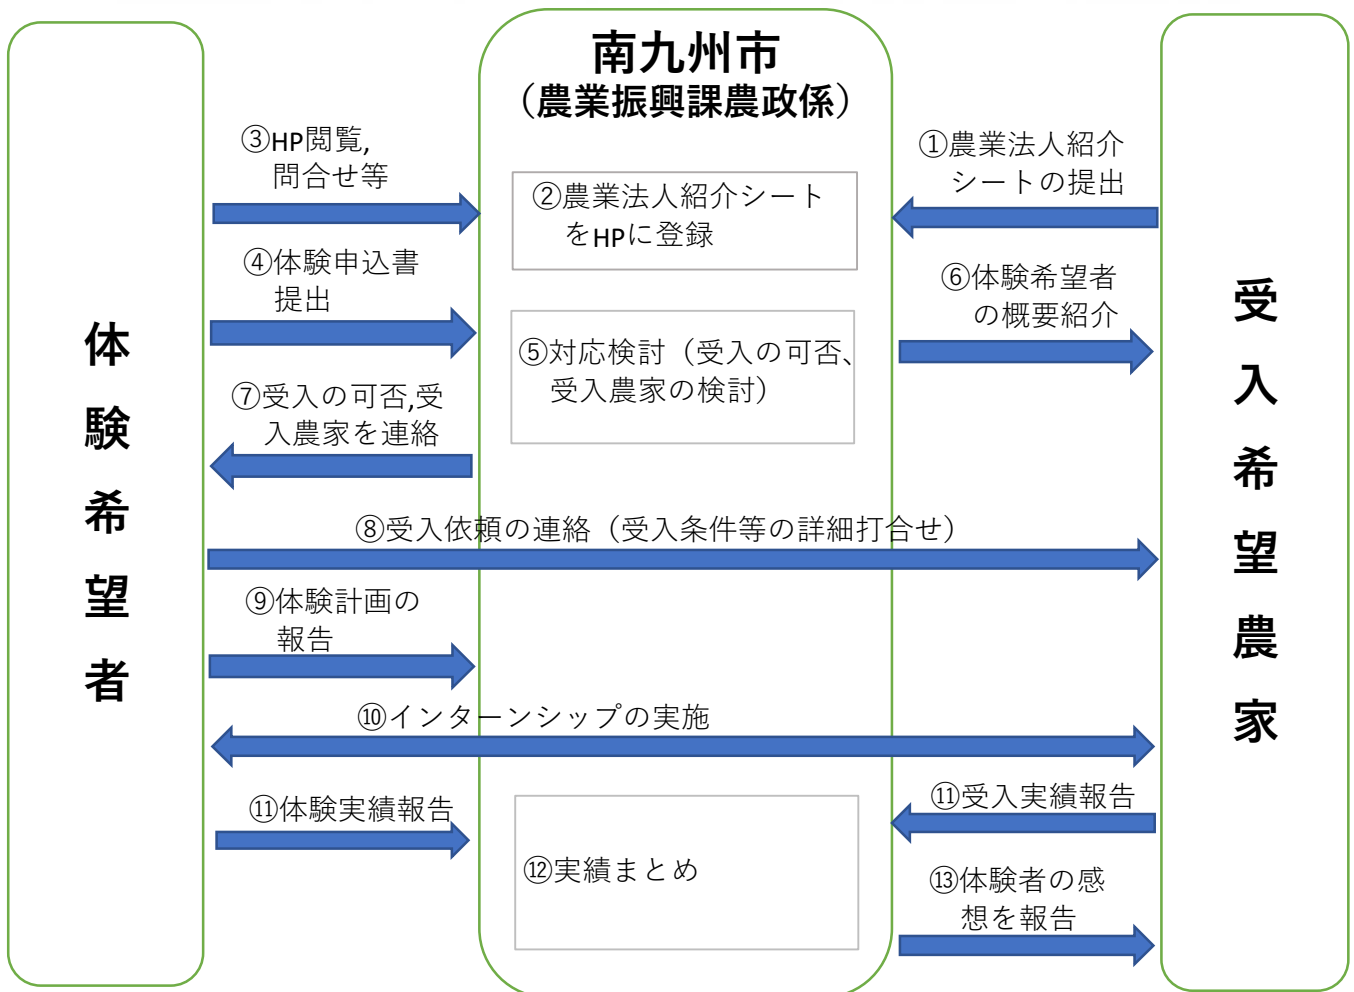 南九州市
（農業振興課農政係）
体験希望者
受入希望農家
①農業法人紹介
シートの提出
②農業法人紹介シート
をHPに登録
③HP閲覧,
問合せ等
④体験申込書
提出
⑤対応検討（受入の可否、
受入農家の検討）
⑥体験希望者
の概要紹介
⑦受入の可否,受
入農家を連絡
⑧受入依頼の連絡（受入条件等の詳細打合せ）
⑨体験計画の
報告
⑩インターンシップの実施
⑪体験実績報告
⑪受入実績報告
⑫実績まとめ
⑬体験者の感
想を報告